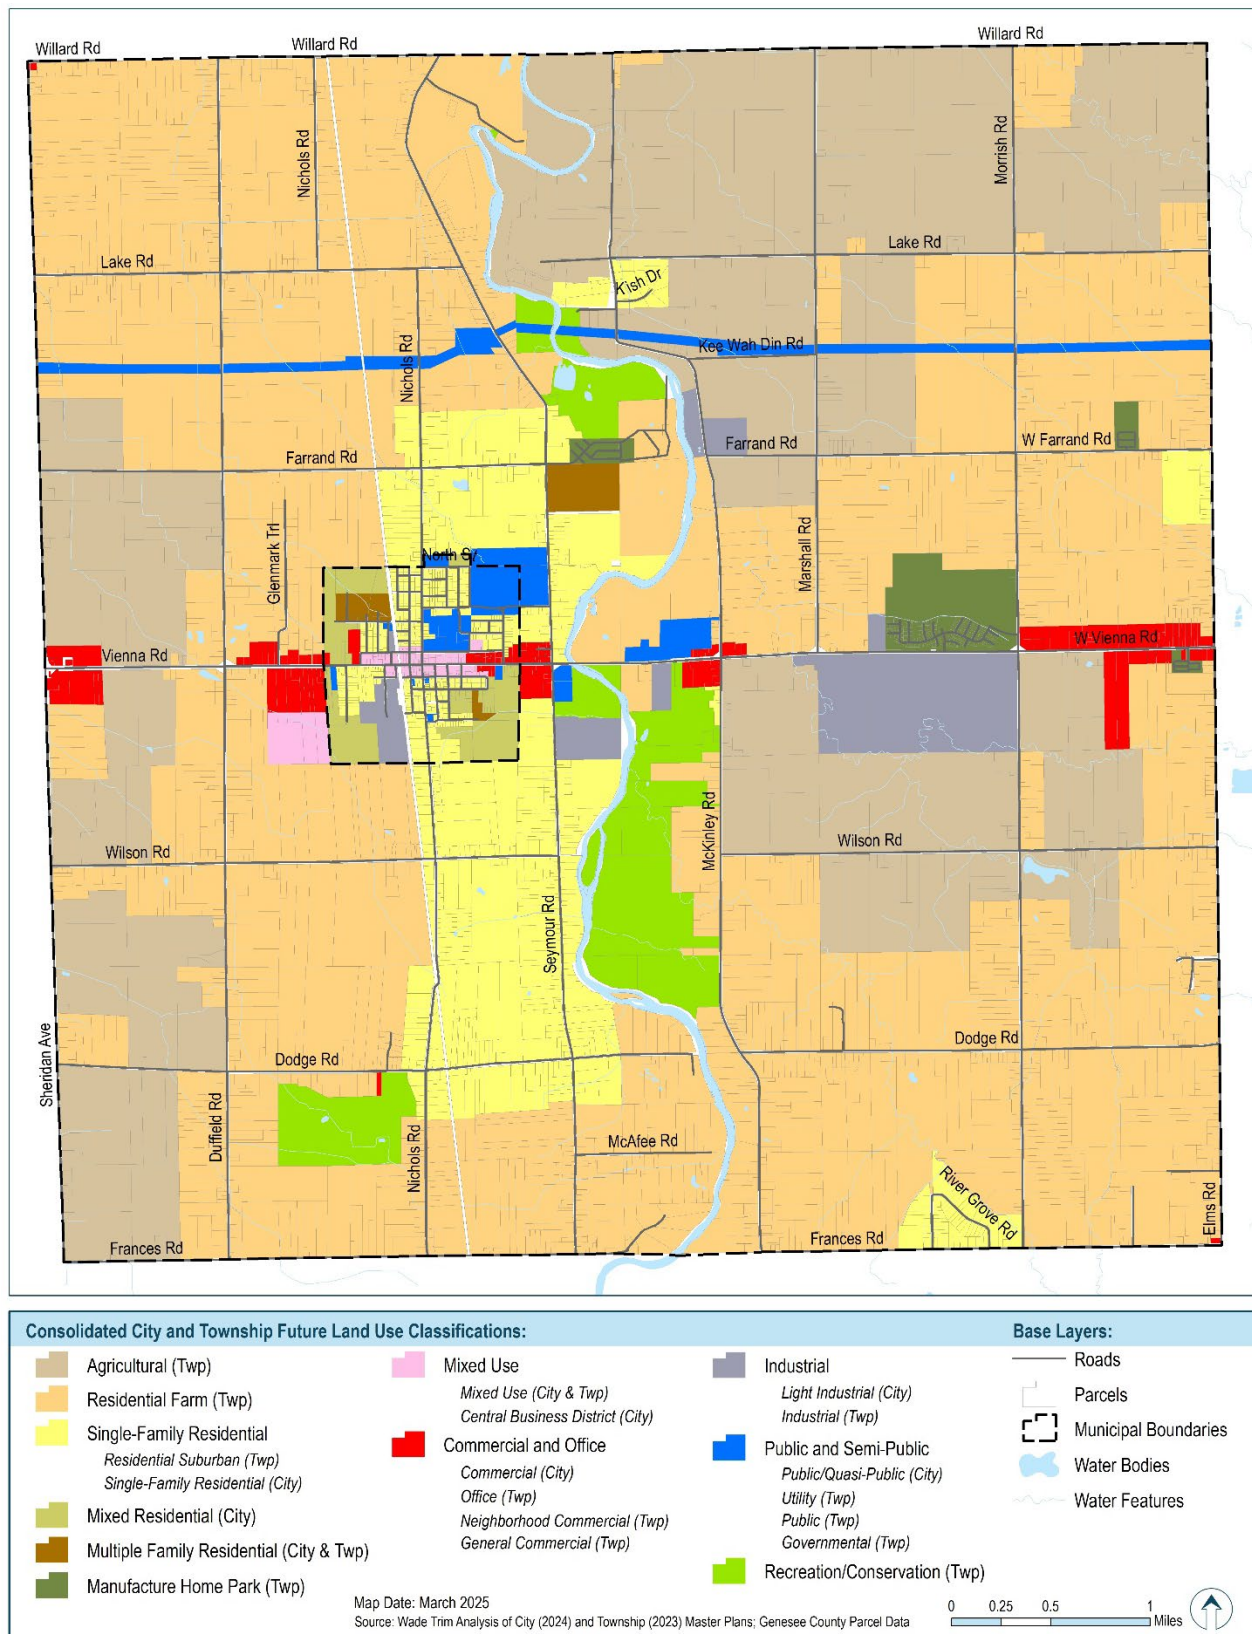 Willard Rd
Willard Rd
Willard Rd
Nichols Rd
Morrish Rd
Lake Rd
Lake Rd
Kish Dr
Kee Wah Din Rd
Nichols Rd
Farrand Rd
Farrand Rd
W Farrand Rd
Glenmark Trl
North S
Marshall Rd
Vienna Rd
W Vienna Rd
McKinley Rd
Wilson Rd
Wilson Rd
Seymour Rd
Sheridan Ave
Dodge Rd
Dodge Rd
Duffield Rd
Nichols Rd
McAfee Rd
River Grove Rd
Elms Rd
Frances Rd
Frances Rd
Consolidated City and Township Future Land Use Classifications:
Agricultural (Twp)
Residential Farm (Twp)
Single-Family Residential
Residential Suburban (Twp)
Single-Family Residential (City)
Mixed Residential (City)
Multiple Family Residential (City & Twp)
Manufacture Home Park (Twp)
Mixed Use
Mixed Use (City & Twp)
Central Business District (City)
Commercial and Office
Commercial (City)
Office (Twp)
Neighborhood Commercial (Twp)
General Commercial (Twp)
Industrial
Light Industrial (City)
Industrial (Twp)
Public and Semi-Public
Public/Quasi-Public (City)
Utility (Twp)
Public (Twp)
Governmental (Twp)
Recreation/Conservation (Twp)
Base Layers:
Roads
Parcels
Municipal Boundaries
Water Bodies
Water Features
Map Date: March 2025
Source: Wade Trim Analysis of City (2024) and Township (2023) Master Plans; Genesee County Parcel Data
0 0.25 0.5 1
Miles